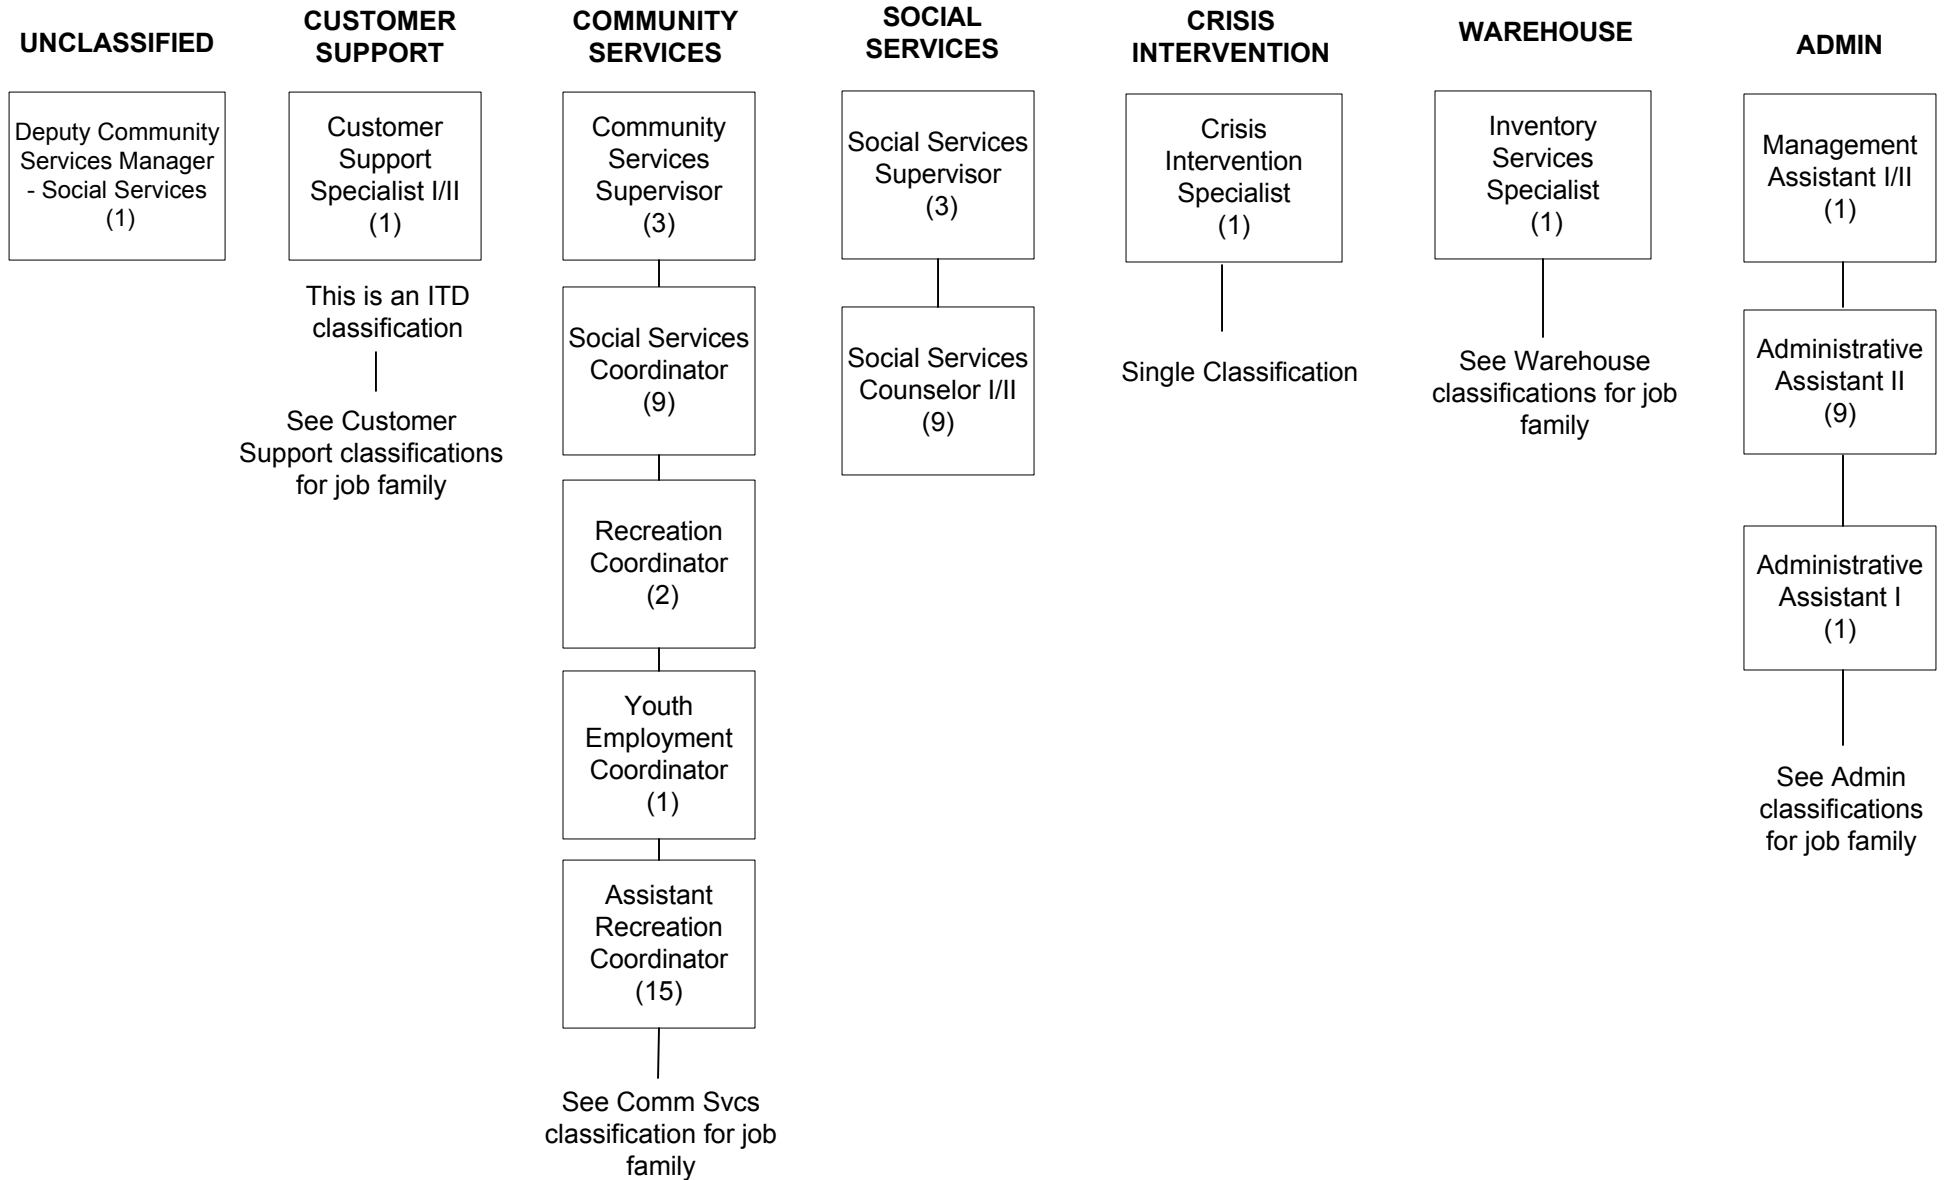 UNCLASSIFIED
Deputy Community
Services Manager
- Social Services
(1)
CUSTOMER
SUPPORT
Customer
Support
Specialist I/II
(1)
This is an ITD
classification
See Customer
Support classifications
for job family
COMMUNITY
SERVICES
Community
Services
Supervisor
(3)
Social Services
Coordinator
(9)
Recreation
Coordinator
(2)
Youth
Employment
Coordinator
(1)
Assistant
Recreation
Coordinator
(15)
See Comm Svcs
classification for job
family
SOCIAL
SERVICES
Social Services
Supervisor
(3)
Social Services
Counselor I/II
(9)
CRISIS
INTERVENTION
Crisis
Intervention
Specialist
(1)
Single Classification
WAREHOUSE
Inventory
Services
Specialist
(1)
See Warehouse
classifications for job
family
ADMIN
Management
Assistant I/II
(1)
Administrative
Assistant II
(9)
Administrative
Assistant I
(1)
See Admin
classifications
for job family